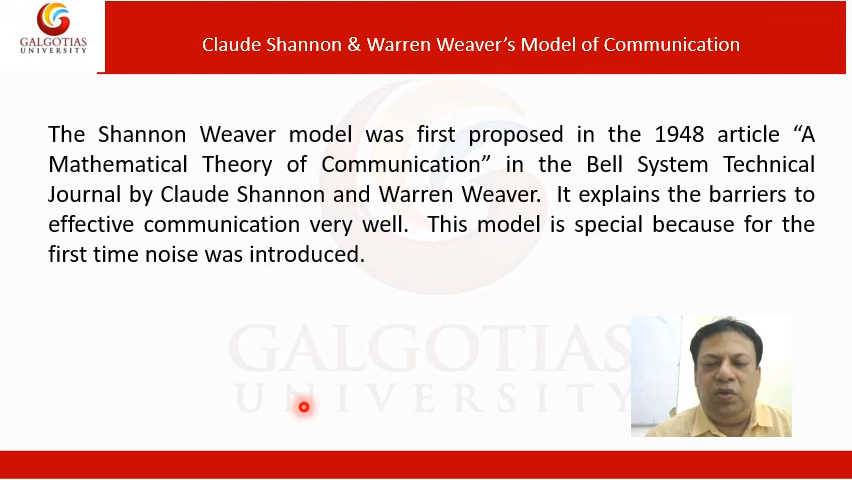 GALGOTIAS
UNIVERSITY
Claude Shannon & Warren Weaver's Model of Communication
The Shannon Weaver model was first proposed in the 1948 article “A
Mathematical Theory of Communication” in the Bell System Technical
Journal by Claude Shannon and Warren Weaver. It explains the barriers to
effective communication very well. This model is special because for the
first time noise was introduced.
GALGOTIAS
UNIVERSITY